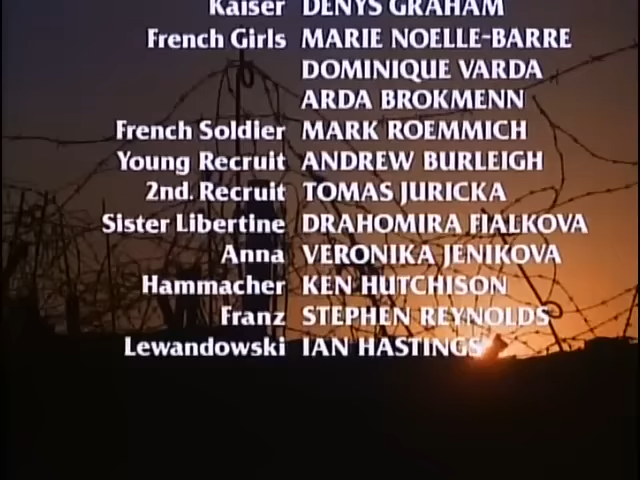 Kaiser DENYS GRAHAM
French Girls MARIE NOELLE-BARRE
DOMINIQUE VARDA
ARDA BROKMENN
French Soldier MARK ROEMMICH
Young Recruit ANDREW BURLEIGH
2nd. Recruit TOMAS JURICKA
Sister Libertine DRAHOMIRA FIALKOVA
Anna VERONIKA JENIKOVA
Hammacher KEN HUTCHISON
Franz STEPHEN REYNOLDS
Lewandowski IAN HASTINGS